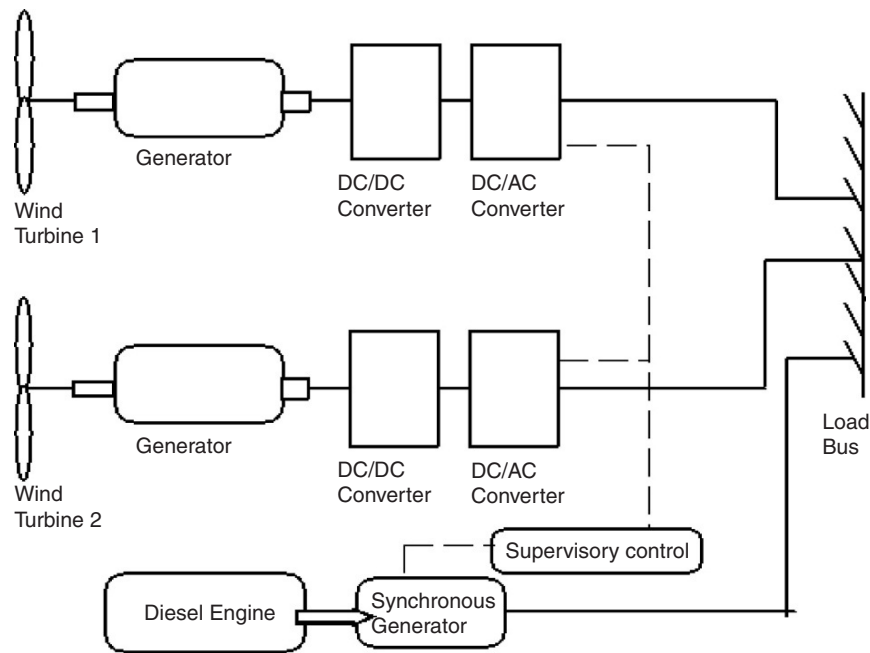 Generator
DC/DC
Converter
DC/AC
Converter
Wind
Turbine 1
Generator
DC/DC
Converter
DC/AC
Converter
Load
Bus
Wind
Turbine 2
Supervisory control
Diesel Engine
Synchronous
Generator